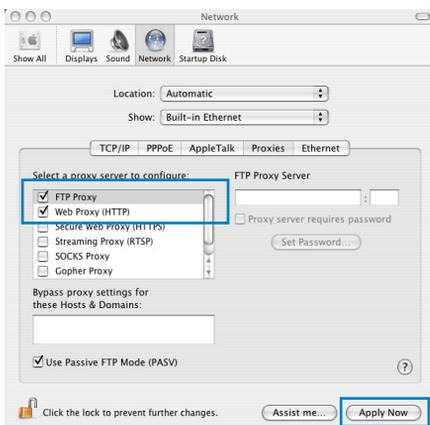 Network
Show All Displays Sound Network Startup Disk
Location: Automatic
Show: Built-in Ethernet
TCP/IP PPPoE AppleTalk Proxies Ethernet
Select a proxy server to configure:
FTP Proxy
Web Proxy (HTTP)
Secure Web Proxy (HTTPS)
Streaming Proxy (RTSP)
SOCKS Proxy
Gopher Proxy
FTP Proxy Server
:
Proxy server requires password
Set Password...
Bypass proxy settings for
these Hosts & Domains:
Use Passive FTP Mode (PASV)
?
Click the lock to prevent further changes.
Assist me... Apply Now